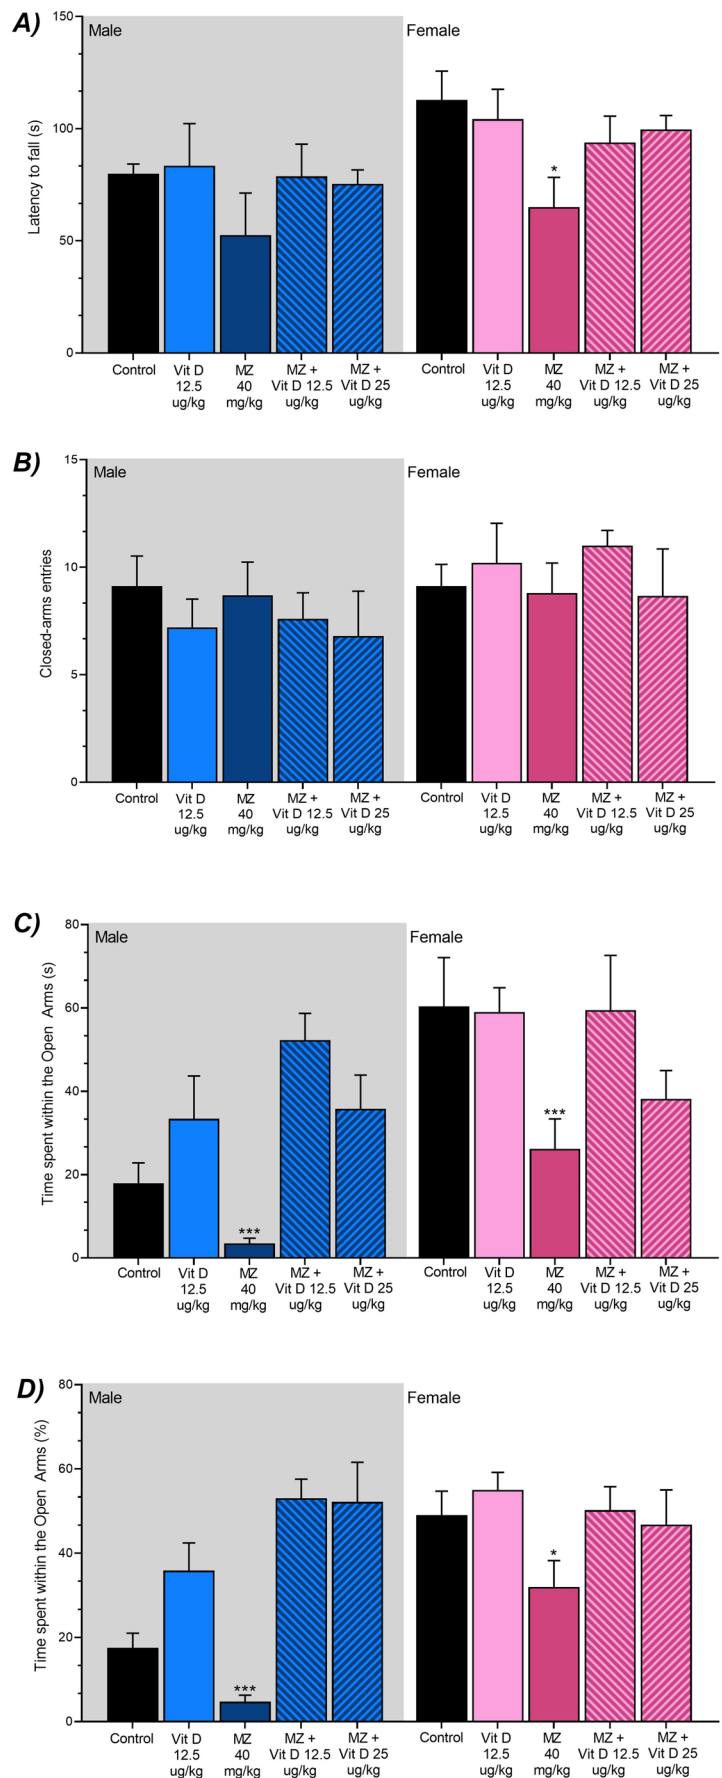 A)
Male
Female
Latency to fall (s)
150
100
50
0
*
Control
Vit D
12.5
ug/kg
MZ
40
mg/kg
MZ +
Vit D 12.5
ug/kg
MZ +
Vit D 25
ug/kg
Control
Vit D
12.5
ug/kg
MZ
40
mg/kg
MZ +
Vit D 12.5
ug/kg
MZ +
Vit D 25
ug/kg
B)
Male
Female
Closed-arms entries
15
10
5
0
Control
Vit D
12.5
ug/kg
MZ
40
mg/kg
MZ +
Vit D 12.5
ug/kg
MZ +
Vit D 25
ug/kg
Control
Vit D
12.5
ug/kg
MZ
40
mg/kg
MZ +
Vit D 12.5
ug/kg
MZ +
Vit D 25
ug/kg
C)
Male
Female
Time spent within the Open Arms (s)
80
60
40
20
0
***
***
Control
Vit D
12.5
ug/kg
MZ
40
mg/kg
MZ +
Vit D 12.5
ug/kg
MZ +
Vit D 25
ug/kg
Control
Vit D
12.5
ug/kg
MZ
40
mg/kg
MZ +
Vit D 12.5
ug/kg
MZ +
Vit D 25
ug/kg
D)
Male
Female
Time spent within the Open Arms (%)
80
60
40
20
0
***
*
Control
Vit D
12.5
ug/kg
MZ
40
mg/kg
MZ +
Vit D 12.5
ug/kg
MZ +
Vit D 25
ug/kg
Control
Vit D
12.5
ug/kg
MZ
40
mg/kg
MZ +
Vit D 12.5
ug/kg
MZ +
Vit D 25
ug/kg